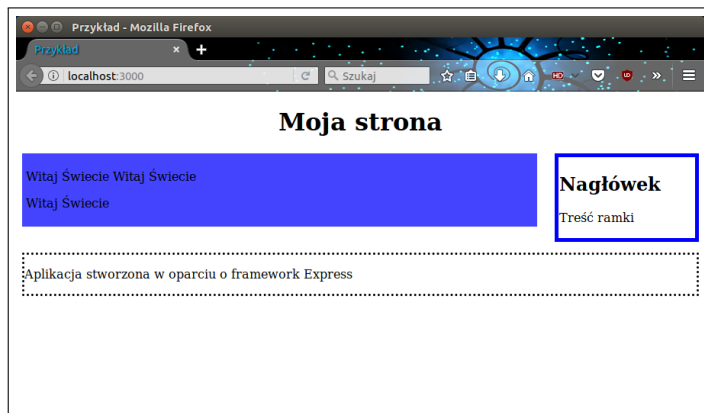 Przykład - Mozilla Firefox
Przykład × +
localhost:3000 Szukaj HD »
Moja strona
Witaj Świecie Witaj Świecie
Witaj Świecie
Nagłówek
Treść ramki
Aplikacja stworzona w oparciu o framework Express